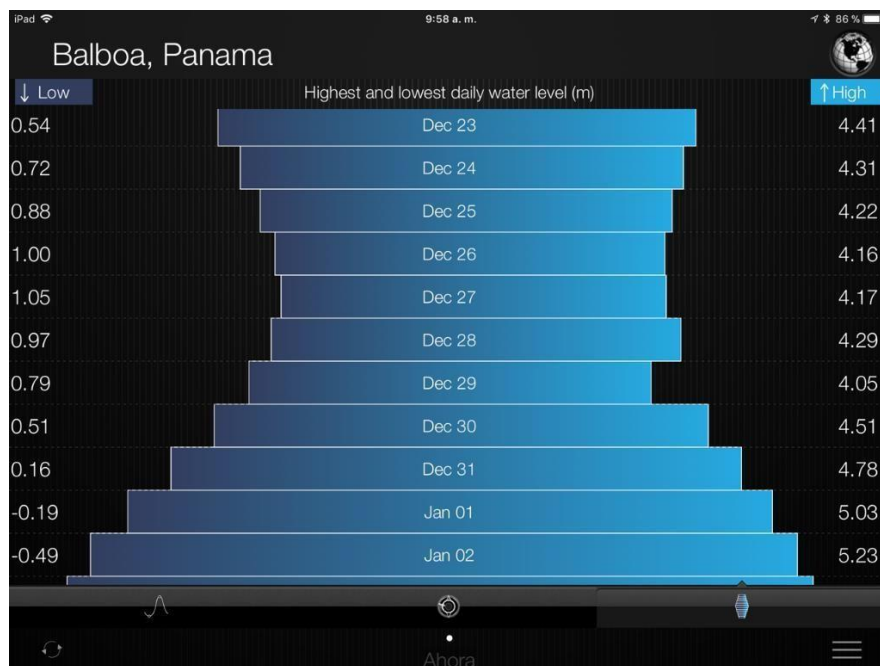 iPad 9:58 a. m. 86 %
Balboa, Panama
↓ Low Highest and lowest daily water level (m) ↑ High
0.54 Dec 23 4.41
0.72 Dec 24 4.31
0.88 Dec 25 4.22
1.00 Dec 26 4.16
1.05 Dec 27 4.17
0.97 Dec 28 4.29
0.79 Dec 29 4.05
0.51 Dec 30 4.51
0.16 Dec 31 4.78
-0.19 Jan 01 5.03
-0.49 Jan 02 5.23
Ahora